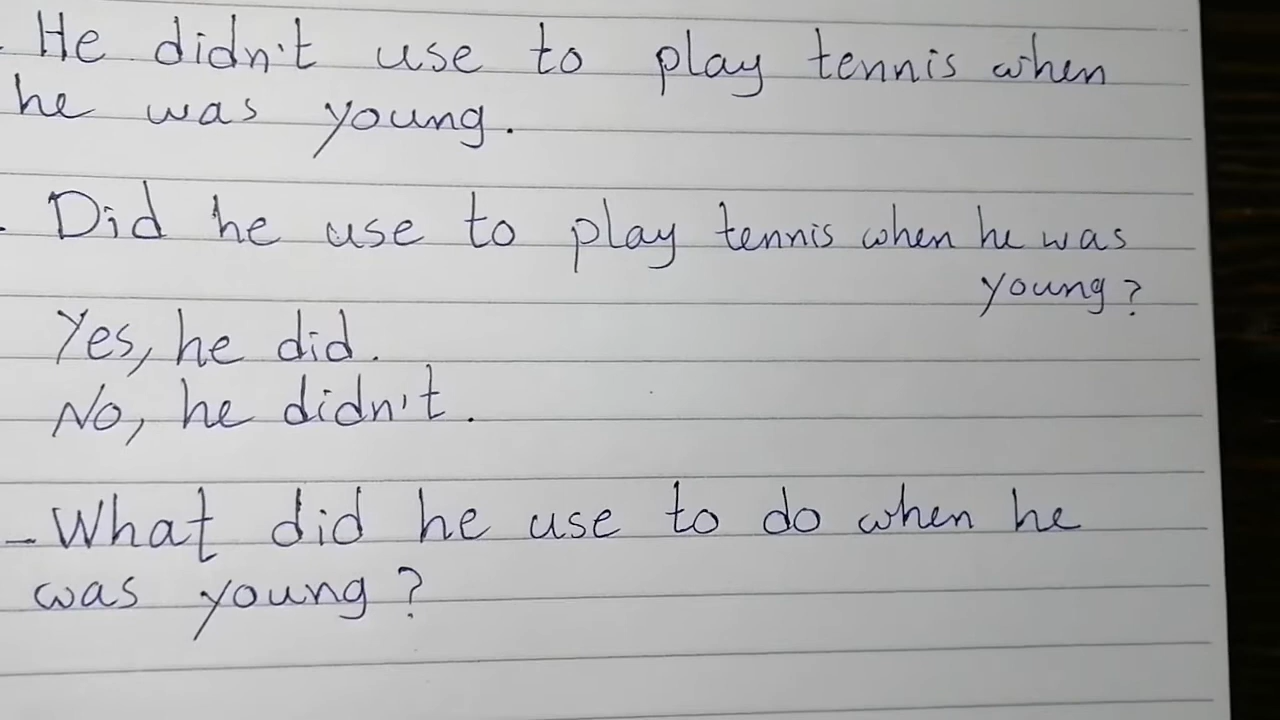 - He didn't use to play tennis when
he was young.
- Did he use to play tennis when he was
young?
Yes, he did.
No, he didn't.
- What did he use to do when he
was young?